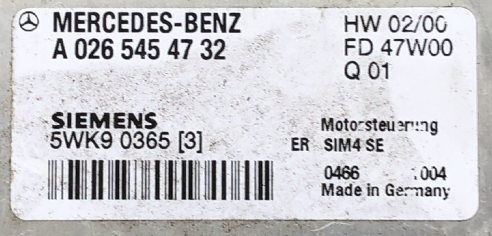 MERCEDES-BENZ
A 026 545 47 32
HW 02/00
FD 47W00
Q 01
SIEMENS
5WK9 0365 [3]
Motorsteuerung
ER SIM4 SE
0466 004
Made in Germany